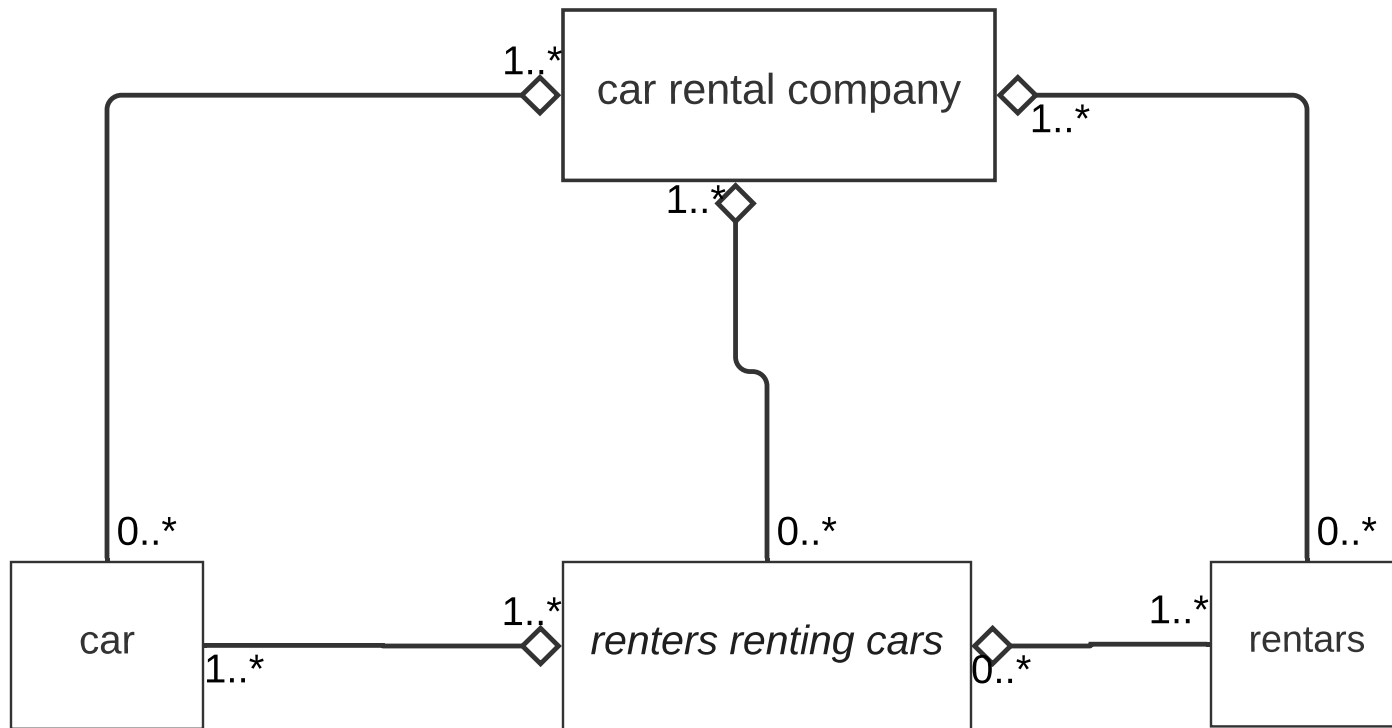 1..*
car rental company
1..*
1..*
0..*
0..*
0..*
1..*
1..*
car
renters renting cars
rentars
1..*
0..*